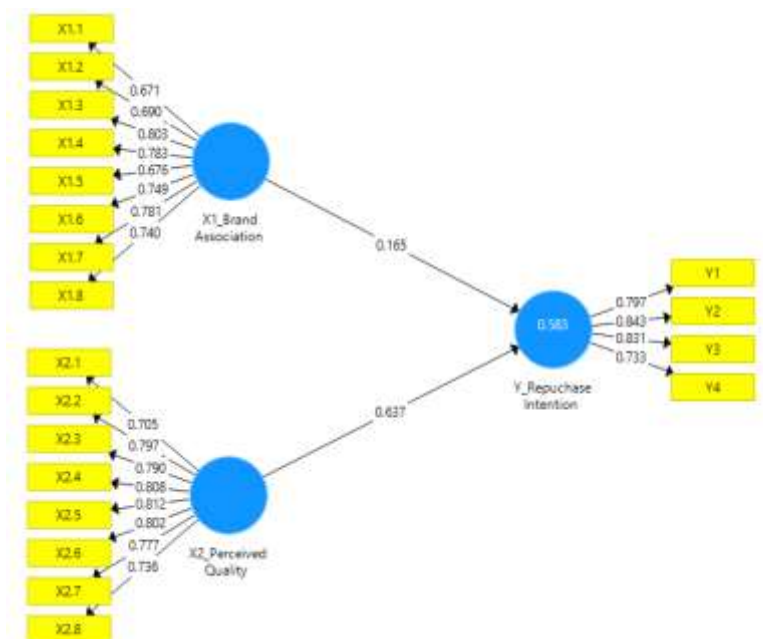 X1.1
X1.2
X1.3
X1.4
X1.5
X1.6
X1.7
X1.8
0.671
0.690
0.803
0.783
0.676
0.749
0.781
0.740
X1_Brand
Association
0.165
X2.1
X2.2
X2.3
X2.4
X2.5
X2.6
X2.7
X2.8
0.705
0.797
0.790
0.808
0.812
0.802
0.777
0.736
X2_Perceived
Quality
0.637
0.583
Y_Repuchase
Intention
0.797
0.843
0.831
0.733
Y1
Y2
Y3
Y4